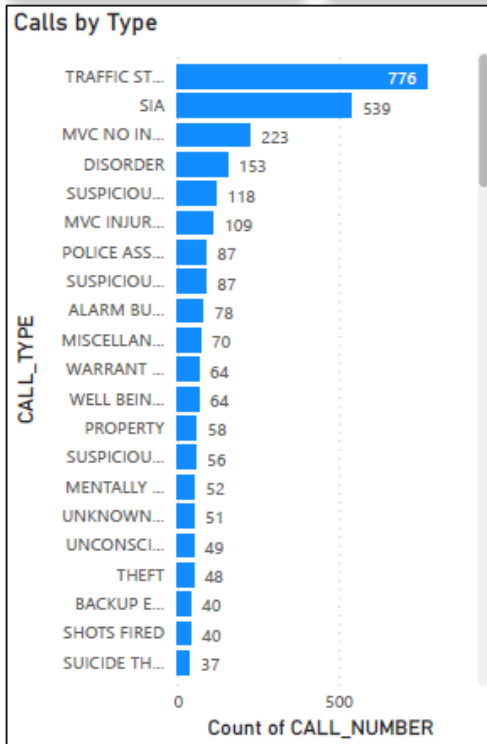 Calls by Type
TRAFFIC ST... 776
SIA 539
MVC NO IN... 223
DISORDER 153
SUSPICIOU... 118
MVC INJUR... 109
POLICE ASS... 87
SUSPICIOU... 87
ALARM BU... 78
MISCELLAN... 70
WARRANT ... 64
WELL BEIN... 64
PROPERTY 58
SUSPICIOU... 56
MENTALLY ... 52
UNKNOWN... 51
UNCONSCI... 49
THEFT 48
BACKUP E... 40
SHOTS FIRED 40
SUICIDE TH... 37
CALL_TYPE
0 500
Count of CALL_NUMBER